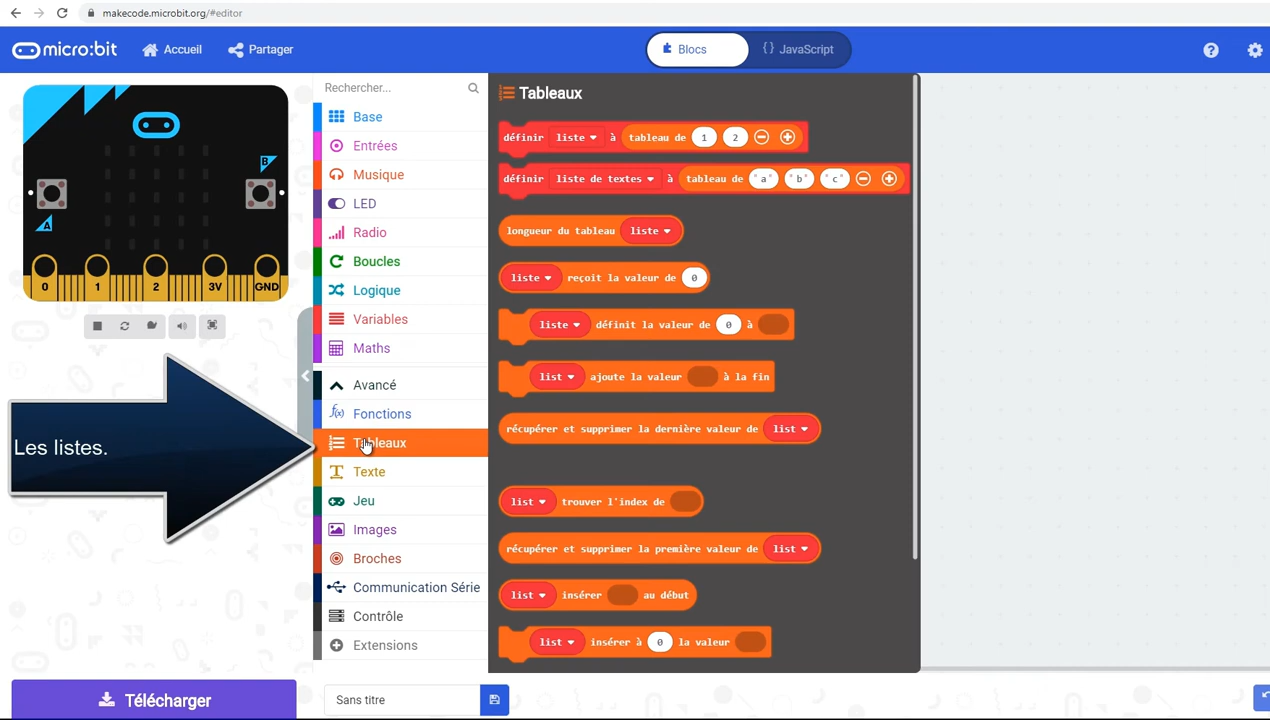 makecode.microbit.org/#editor
micro:bit Accueil Partager Blocs {} JavaScript ?
Rechercher...
Base
Entrées
Musique
LED
Radio
Boucles
Logique
Variables
Maths
Avancé
Fonctions
Tableaux
Texte
Jeu
Images
Broches
Communication Série
Contrôle
Extensions
A
B
0 1 2 3V GND
Les listes.
Télécharger
Sans titre
Tableaux
définir liste à tableau de 1 2
définir liste de textes à tableau de "a" "b" "c"
longueur du tableau liste
liste reçoit la valeur de 0
liste définit la valeur de 0 à
list ajoute la valeur à la fin
récupérer et supprimer la dernière valeur de list
list trouver l'index de
récupérer et supprimer la première valeur de list
list insérer au début
list insérer à 0 la valeur